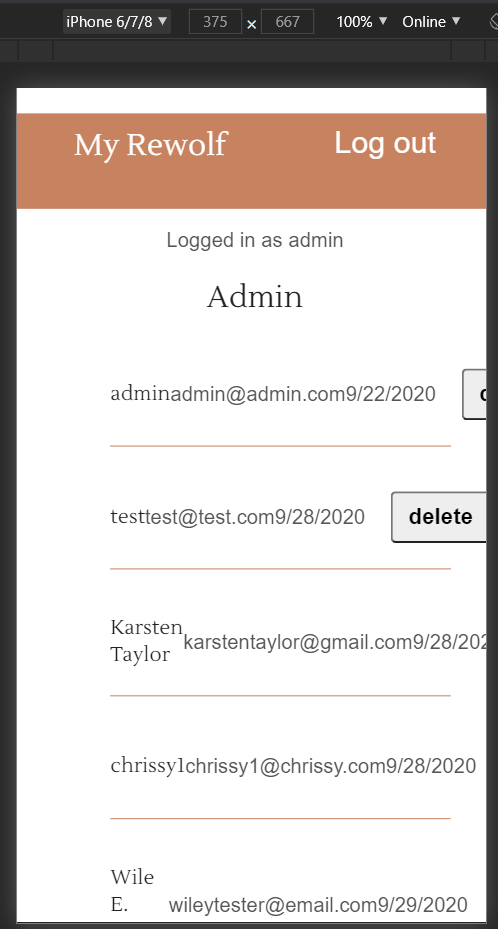 iPhone 6/7/8 ▼ 375 × 667 100% ▼ Online ▼
My Rewolf Log out
Logged in as admin
Admin
adminadmin@admin.com9/22/2020
testtest@test.com9/28/2020 delete
Karsten
Taylor karstentaylor@gmail.com9/28/202
chrissy1chrissy1@chrissy.com9/28/2020
Wile
E. wileytester@email.com9/29/2020